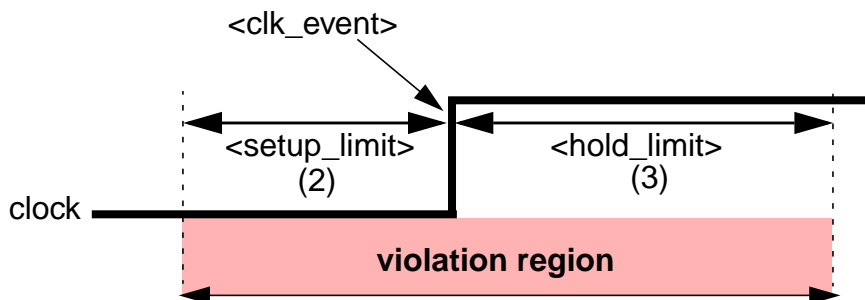 <clk_event>
<setup_limit>
(2)
<hold_limit>
(3)
clock
violation region